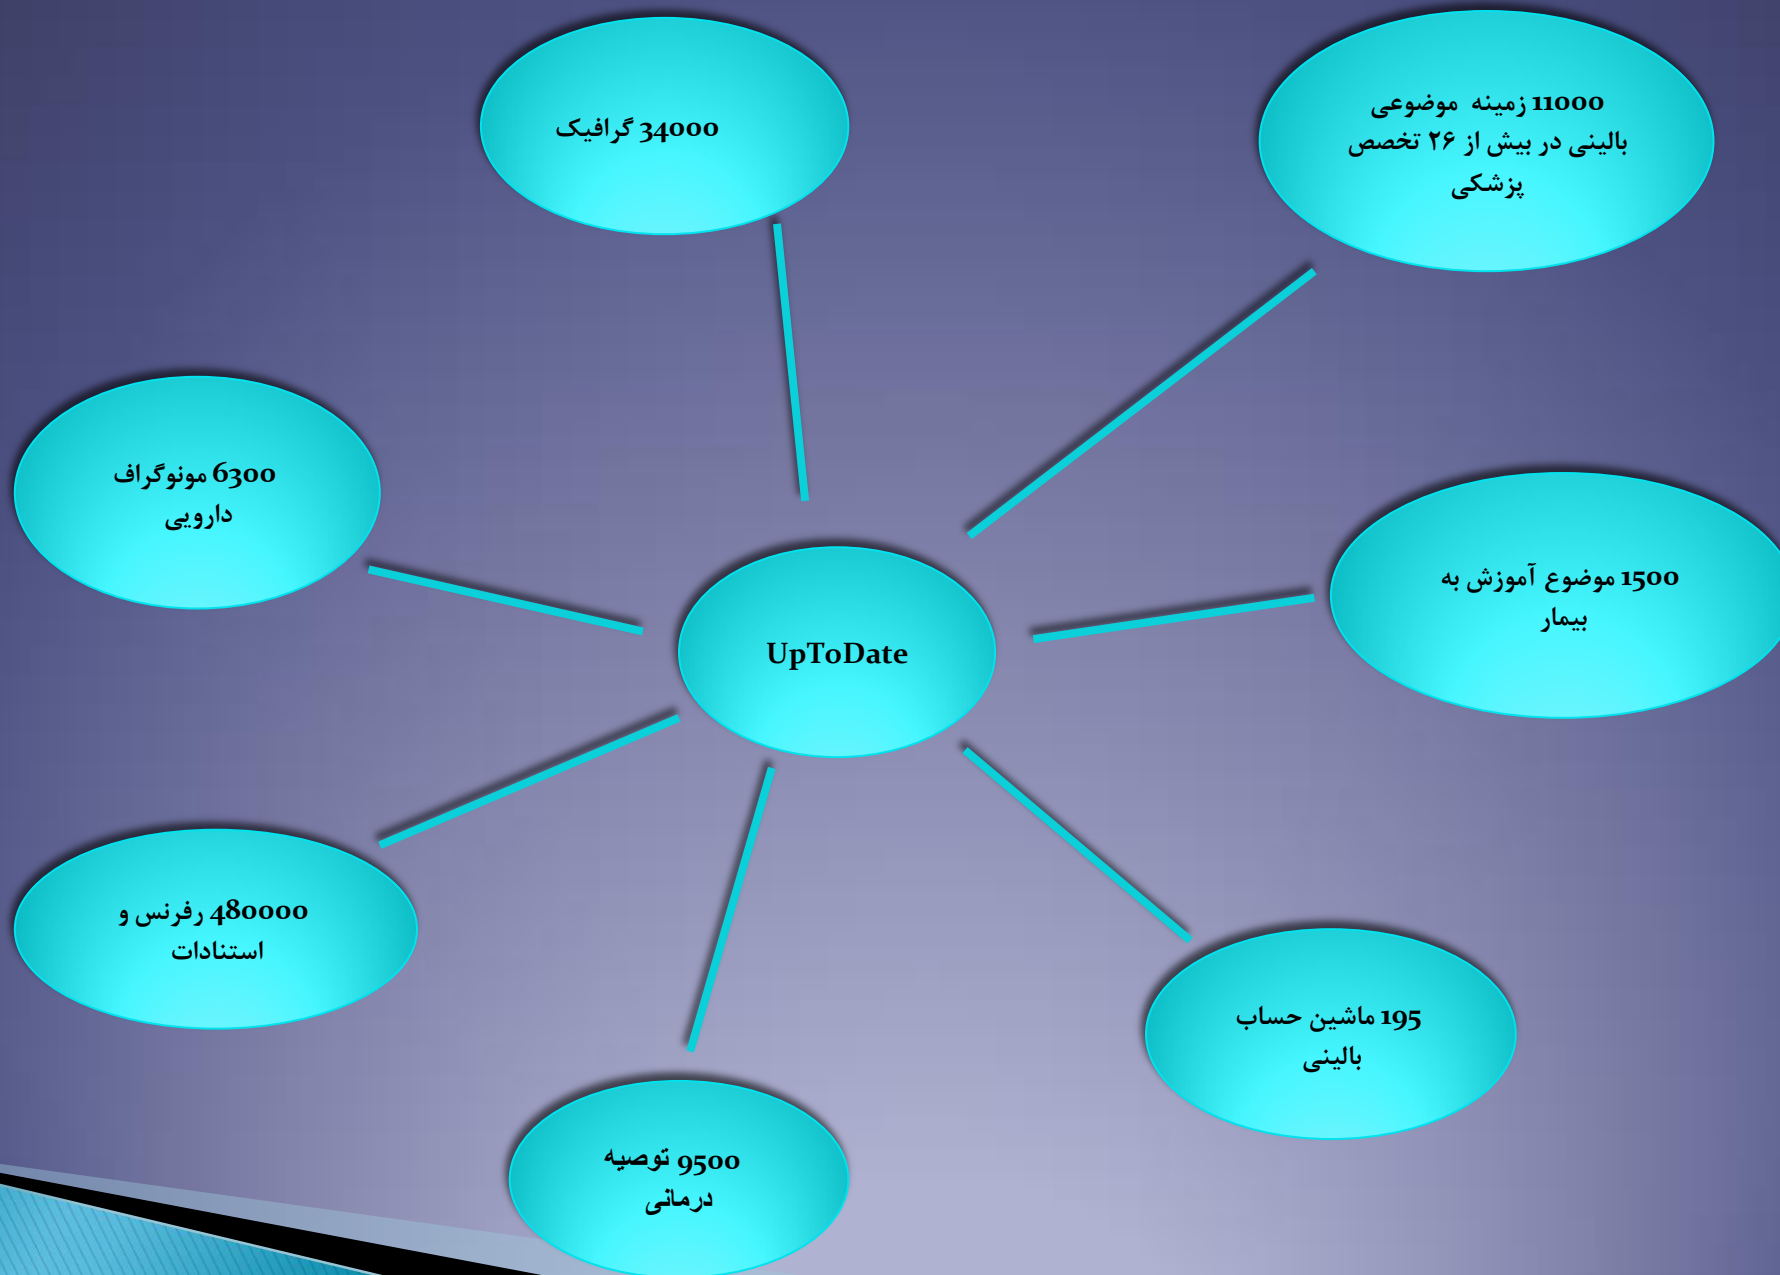 11000 زمینه موضوعی
بالینی در بیش از ۲۶ تخصص
پزشکی
34000 گرافیک
6300 مونوگراف
دارویی
1500 موضوع آموزش به
بیمار
UpToDate
480000 رفرنس و
استنادات
195 ماشین حساب
بالینی
9500 توصیه
درمانی